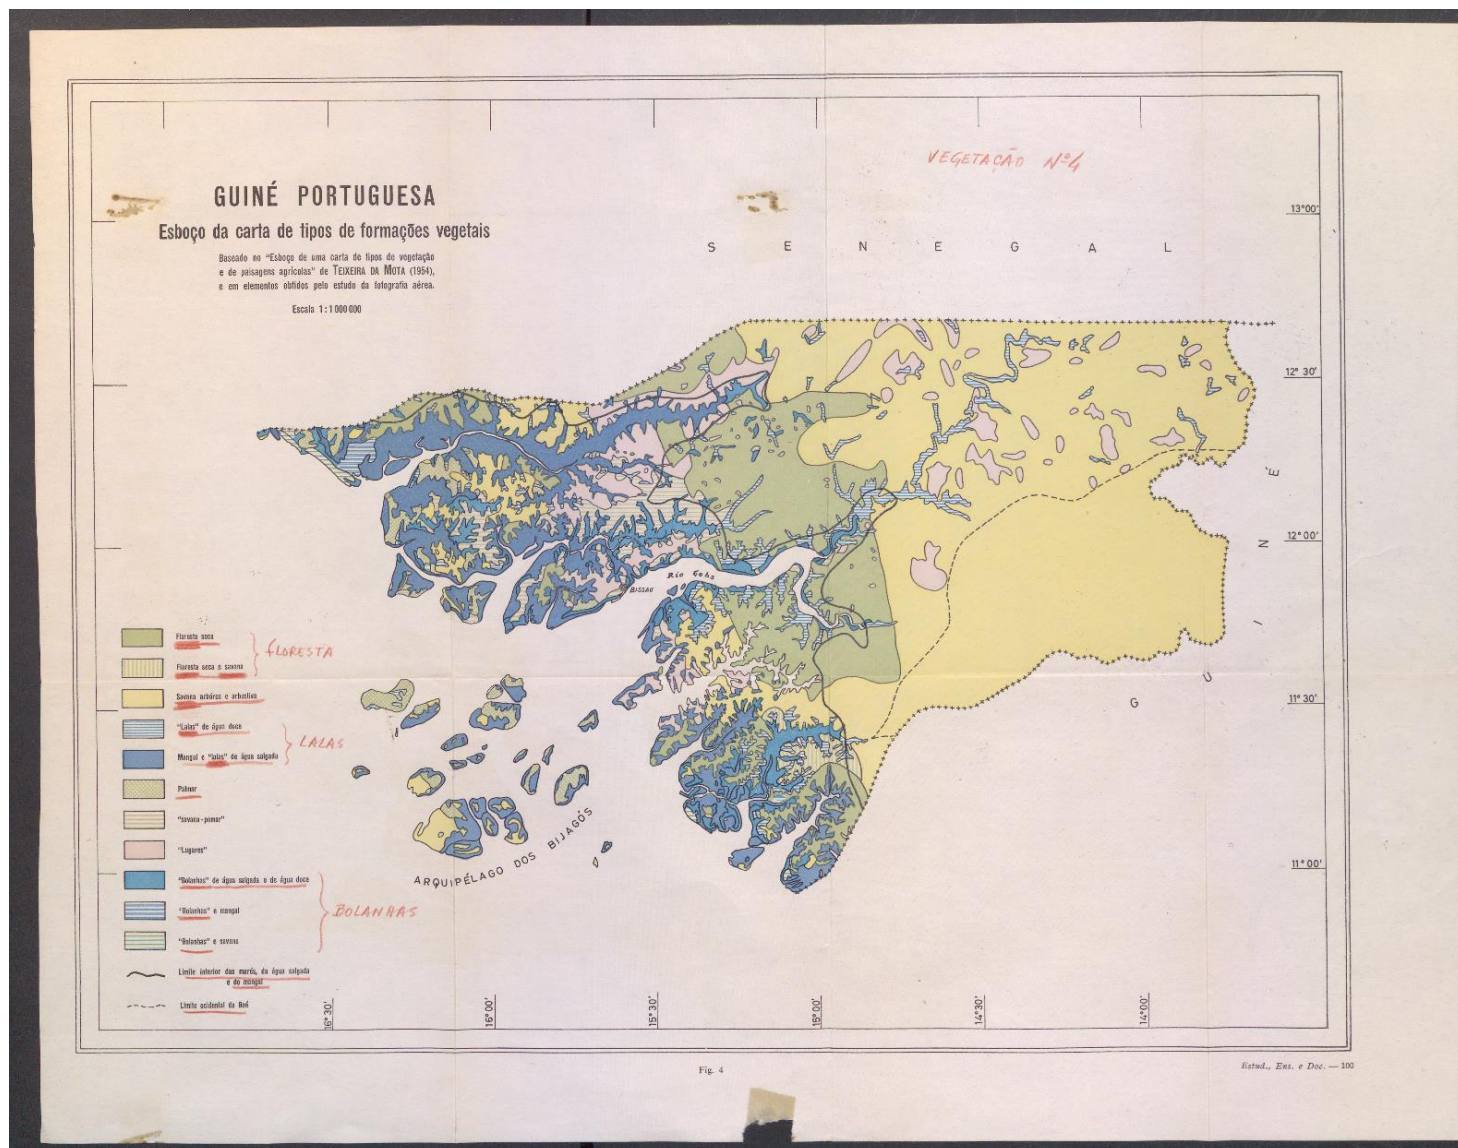 VEGETAÇÃO Nº4
GUINÉ PORTUGUESA
Esboço da carta de tipos de formações vegetais
Baseado no "Esboço de uma carta de tipos de vegetação
e de paisagens agrícolas" de TEIXEIRA DA MOTA (1954),
e em elementos obtidos pelo estudo da fotografia aérea.
Escala 1:1 000 000
SENEGAL
13°00'
12° 30'
12° 00'
11° 30'
11° 00'
GUINÉ
Rio Geba
BISSAU
ARQUIPÉLAGO DOS BIJAGÓS
Floresta seca
Floresta seca e savana
FLORESTA
Savana arbórea e arbustiva
"Lalas" de água doce
Mangal e "lalas" de água salgada
LALAS
Palmar
"savana-pomar"
"Lugares"
"Bolanhas" de água salgada e de água doce
"Bolanhas" e mangal
"Bolanhas" e savana
BOLANHAS
Limite interior das marés, da água salgada
e do mangal
Limite ocidental do Boé
16° 30'
16° 00'
15° 30'
15° 00'
14° 30'
14° 00'
Fig. 4
Estud., Ens. e Doc. — 100